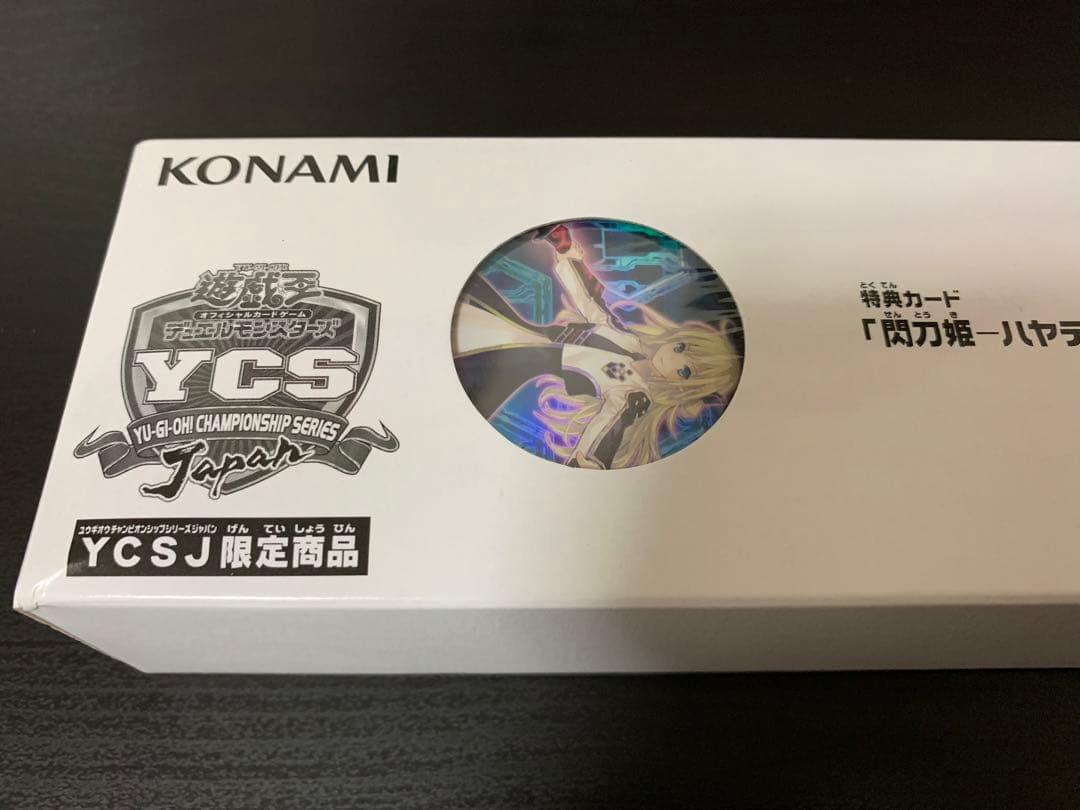 KONAMI
遊戯王
オフィシャルカードゲーム
デュエルモンスターズ
YCS
YU-GI-OH! CHAMPIONSHIP SERIES
Japan
ユウギオウチャンピオンシップシリーズジャパン げん てい しょう ひん
YCSJ限定商品
とく てん
特典カード
せん とう き
「閃刀姫−ハヤテ